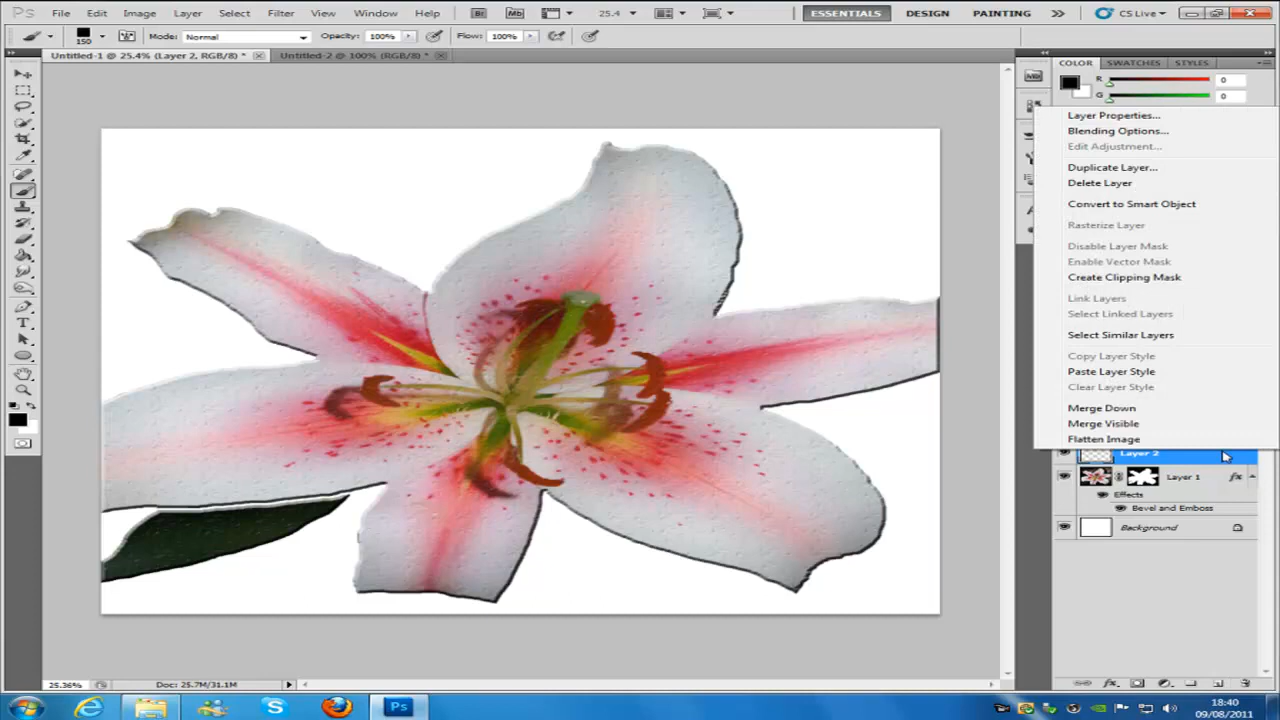 Ps File Edit Image Layer Select Filter View Window Help Br Mb 25.4 ESSENTIALS DESIGN PAINTING >> CS Live
150 Mode: Normal Opacity: 100% Flow: 100%
Untitled-1 @ 25.4% (Layer 2, RGB/8) * Untitled-2 @ 100% (RGB/8) *
COLOR SWATCHES STYLES
R 0
G 0
Layer Properties...
Blending Options...
Edit Adjustment...
Duplicate Layer...
Delete Layer
Convert to Smart Object
Rasterize Layer
Disable Layer Mask
Enable Vector Mask
Create Clipping Mask
Link Layers
Select Linked Layers
Select Similar Layers
Copy Layer Style
Paste Layer Style
Clear Layer Style
Merge Down
Merge Visible
Flatten Image
Layer 2
Layer 1 fx
Effects
Bevel and Emboss
Background
25.36% Doc: 25.7M/31.1M
18:40
09/08/2011